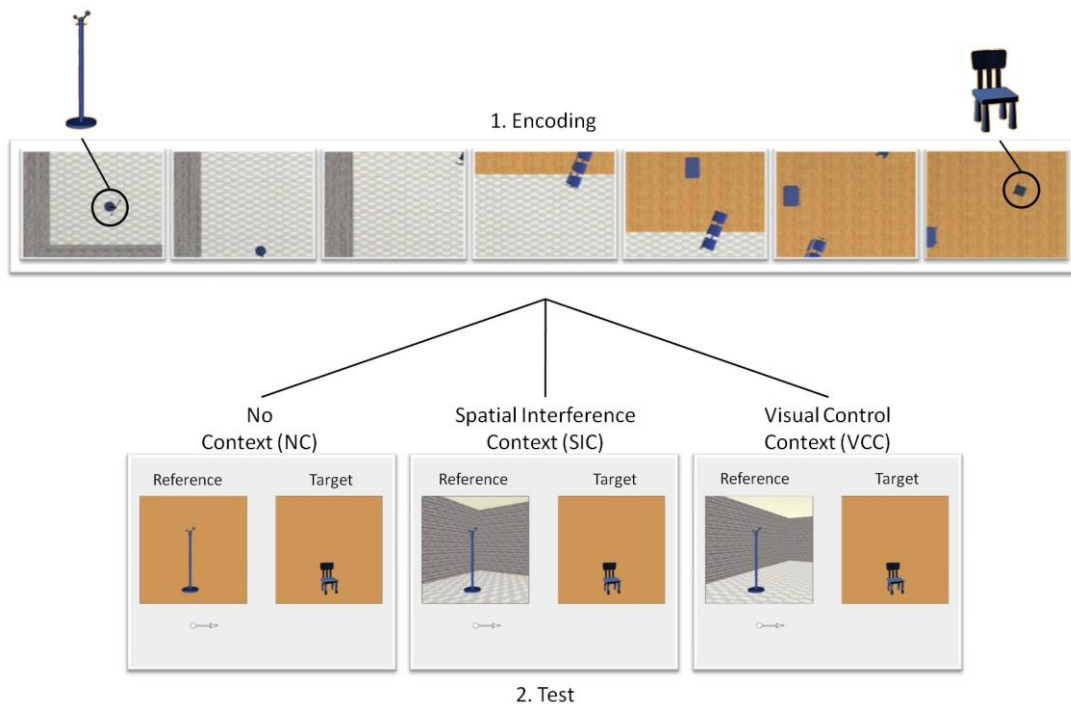 1. Encoding
No
Context (NC)
Spatial Interference
Context (SIC)
Visual Control
Context (VCC)
Reference
Target
Reference
Target
Reference
Target
2. Test